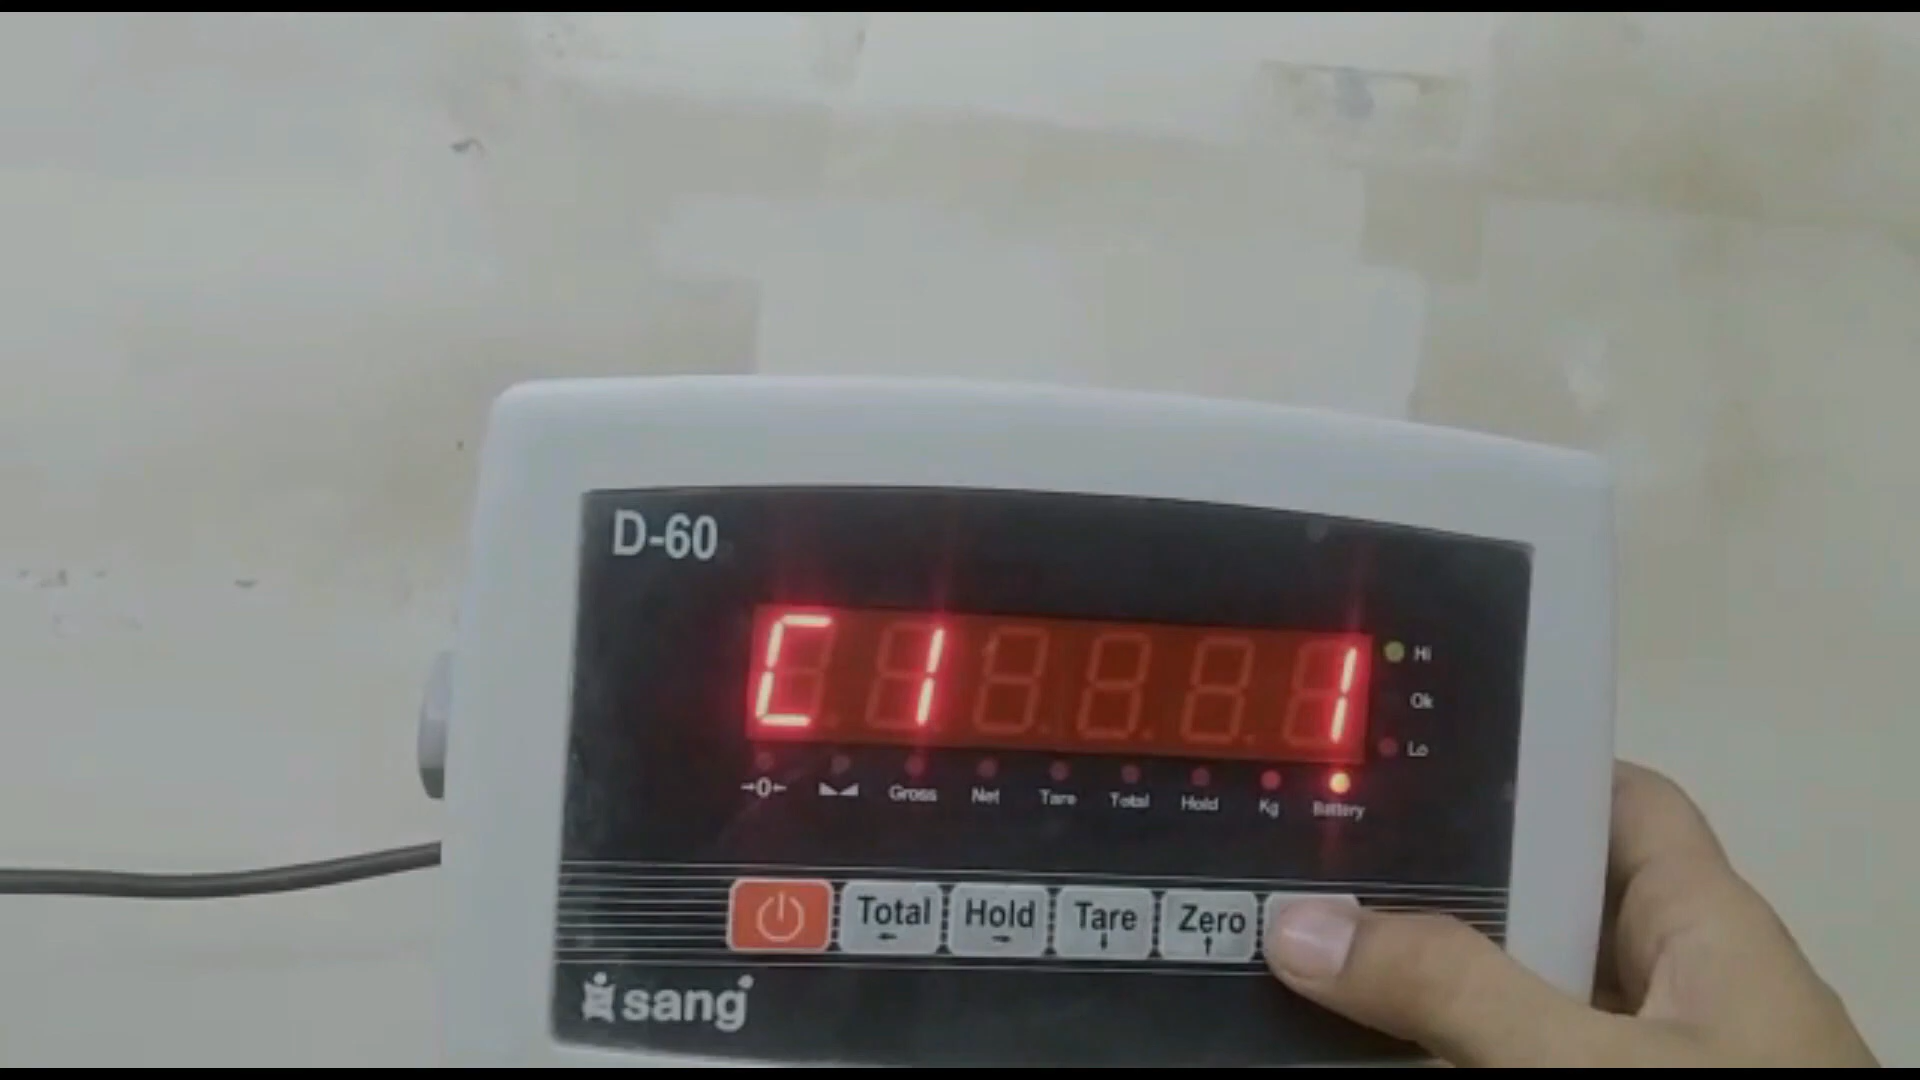 D-60
C1 1
Hi
Ok
Lo
→0← Gross Net Tare Total Hold Kg Battery
Total Hold Tare Zero
sang